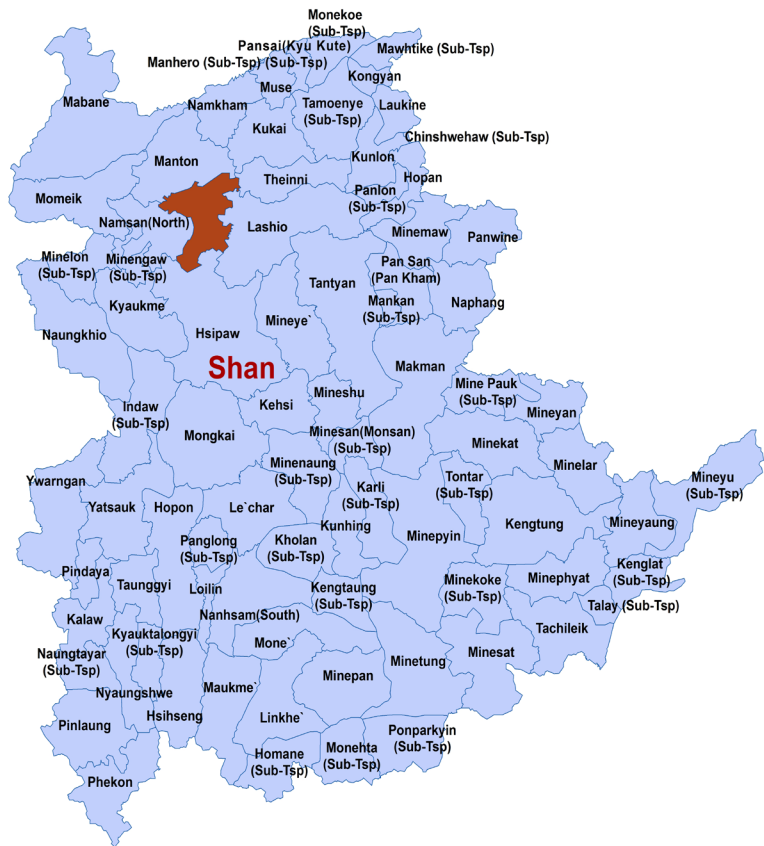 Monekoe
(Sub-Tsp)
Pansai(Kyu Kute)
(Sub-Tsp)
Mawhtike (Sub-Tsp)
Manhero (Sub-Tsp)
Kongyan
Muse
Mabane
Namkham
Tamoenye
(Sub-Tsp)
Laukine
Kukai
Chinshwehaw (Sub-Tsp)
Manton
Kunlon
Theinni
Hopan
Panlon
(Sub-Tsp)
Momeik
Namsan(North)
Lashio
Minemaw
Panwine
Minelon
(Sub-Tsp)
Minengaw
(Sub-Tsp)
Pan San
(Pan Kham)
Tantyan
Mankan
(Sub-Tsp)
Naphang
Kyaukme
Naungkhio
Hsipaw
Mineye`
Shan
Makman
Mine Pauk
(Sub-Tsp)
Mineshu
Kehsi
Indaw
(Sub-Tsp)
Mineyan
Mongkai
Minesan(Monsan)
(Sub-Tsp)
Minekat
Minenaung
(Sub-Tsp)
Minelar
Ywarngan
Karli
(Sub-Tsp)
Tontar
(Sub-Tsp)
Mineyu
(Sub-Tsp)
Yatsauk
Hopon
Le`char
Kunhing
Kengtung
Mineyaung
Minepyin
Panglong
(Sub-Tsp)
Kholan
(Sub-Tsp)
Pindaya
Taunggyi
Loilin
Kengtaung
(Sub-Tsp)
Minekoke
(Sub-Tsp)
Minephyat
Kenglat
(Sub-Tsp)
Talay (Sub-Tsp)
Kalaw
Nanhsam(South)
Kyauktalongyi
(Sub-Tsp)
Tachileik
Mone`
Naungtayar
(Sub-Tsp)
Minesat
Minetung
Minepan
Nyaungshwe
Maukme`
Hsihseng
Linkhe`
Pinlaung
Ponparkyin
(Sub-Tsp)
Homane
(Sub-Tsp)
Monehta
(Sub-Tsp)
Phekon